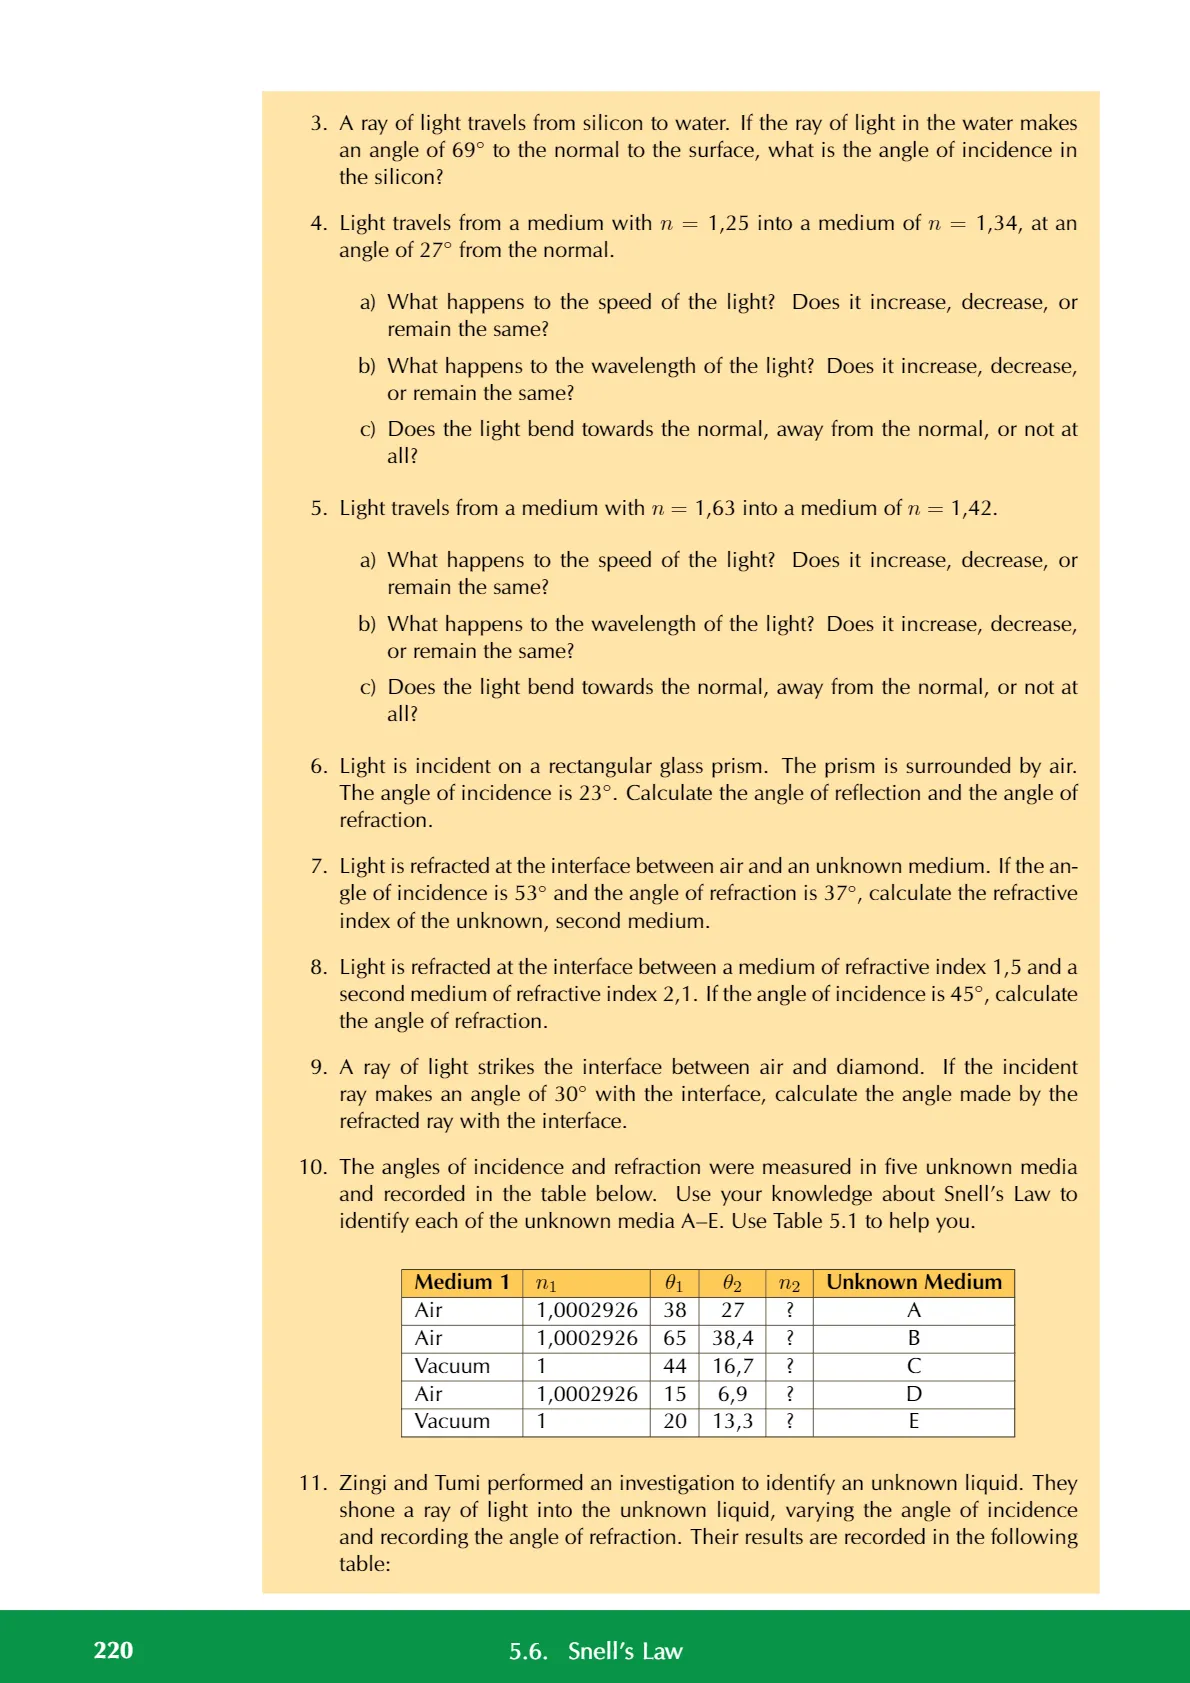 3. A ray of light travels from silicon to water. If the ray of light in the water makes
an angle of 69° to the normal to the surface, what is the angle of incidence in
the silicon?
4. Light travels from a medium with n = 1,25 into a medium of n = 1,34, at an
angle of 27° from the normal.
a) What happens to the speed of the light? Does it increase, decrease, or
remain the same?
b) What happens to the wavelength of the light? Does it increase, decrease,
or remain the same?
c) Does the light bend towards the normal, away from the normal, or not at
all?
5. Light travels from a medium with n = 1,63 into a medium of n = 1,42.
a) What happens to the speed of the light? Does it increase, decrease, or
remain the same?
b) What happens to the wavelength of the light? Does it increase, decrease,
or remain the same?
c) Does the light bend towards the normal, away from the normal, or not at
all?
6. Light is incident on a rectangular glass prism. The prism is surrounded by air.
The angle of incidence is 23°. Calculate the angle of reflection and the angle of
refraction.
7. Light is refracted at the interface between air and an unknown medium. If the an-
gle of incidence is 53° and the angle of refraction is 37°, calculate the refractive
index of the unknown, second medium.
8. Light is refracted at the interface between a medium of refractive index 1,5 and a
second medium of refractive index 2,1. If the angle of incidence is 45°, calculate
the angle of refraction.
9. A ray of light strikes the interface between air and diamond. If the incident
ray makes an angle of 30° with the interface, calculate the angle made by the
refracted ray with the interface.
10. The angles of incidence and refraction were measured in five unknown media
and recorded in the table below. Use your knowledge about Snell's Law to
identify each of the unknown media A–E. Use Table 5.1 to help you.
Medium 1 n₁ θ₁ θ₂ n₂ Unknown Medium
Air 1,0002926 38 27 ? A
Air 1,0002926 65 38,4 ? B
Vacuum 1 44 16,7 ? C
Air 1,0002926 15 6,9 ? D
Vacuum 1 20 13,3 ? E
11. Zingi and Tumi performed an investigation to identify an unknown liquid. They
shone a ray of light into the unknown liquid, varying the angle of incidence
and recording the angle of refraction. Their results are recorded in the following
table:
220 5.6. Snell's Law